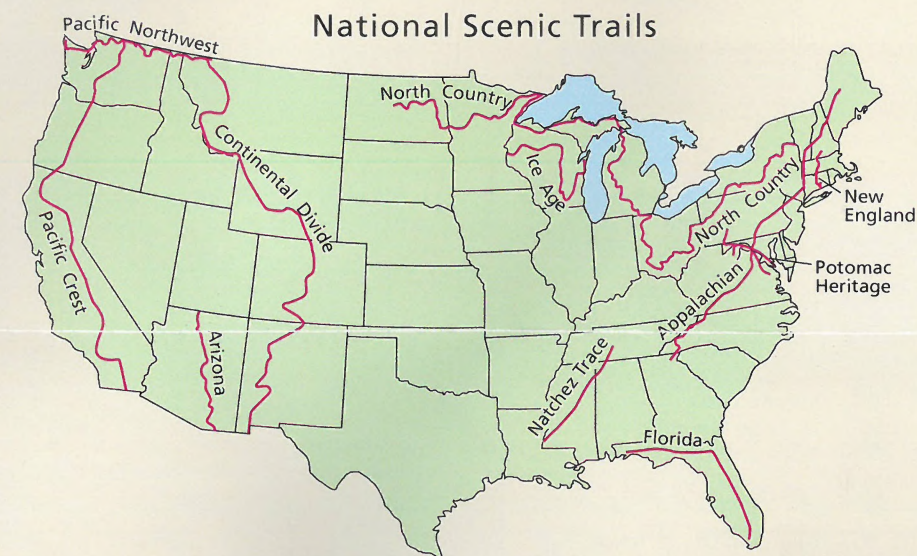 National Scenic Trails
Pacific Northwest
North Country
Continental Divide
Ice Age
North Country
New
England
Pacific Crest
Potomac
Heritage
Appalachian
Arizona
Natchez Trace
Florida